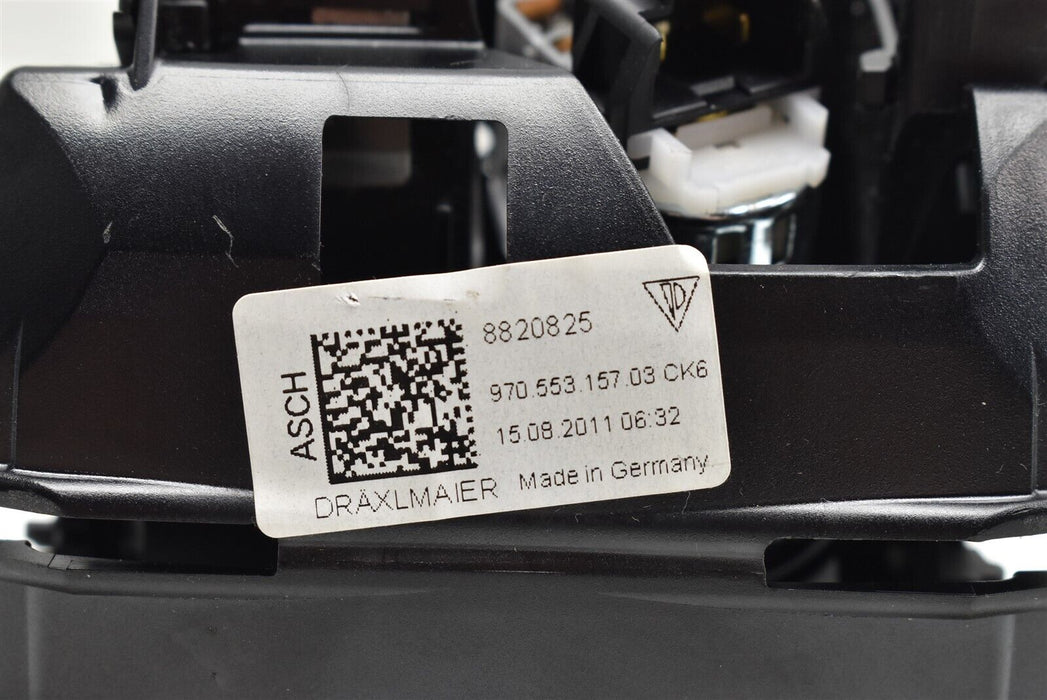 8820825
970.553.157.03 CK6
15.08.2011 06:32
ASCH
DRÄXLMAIER Made in Germany